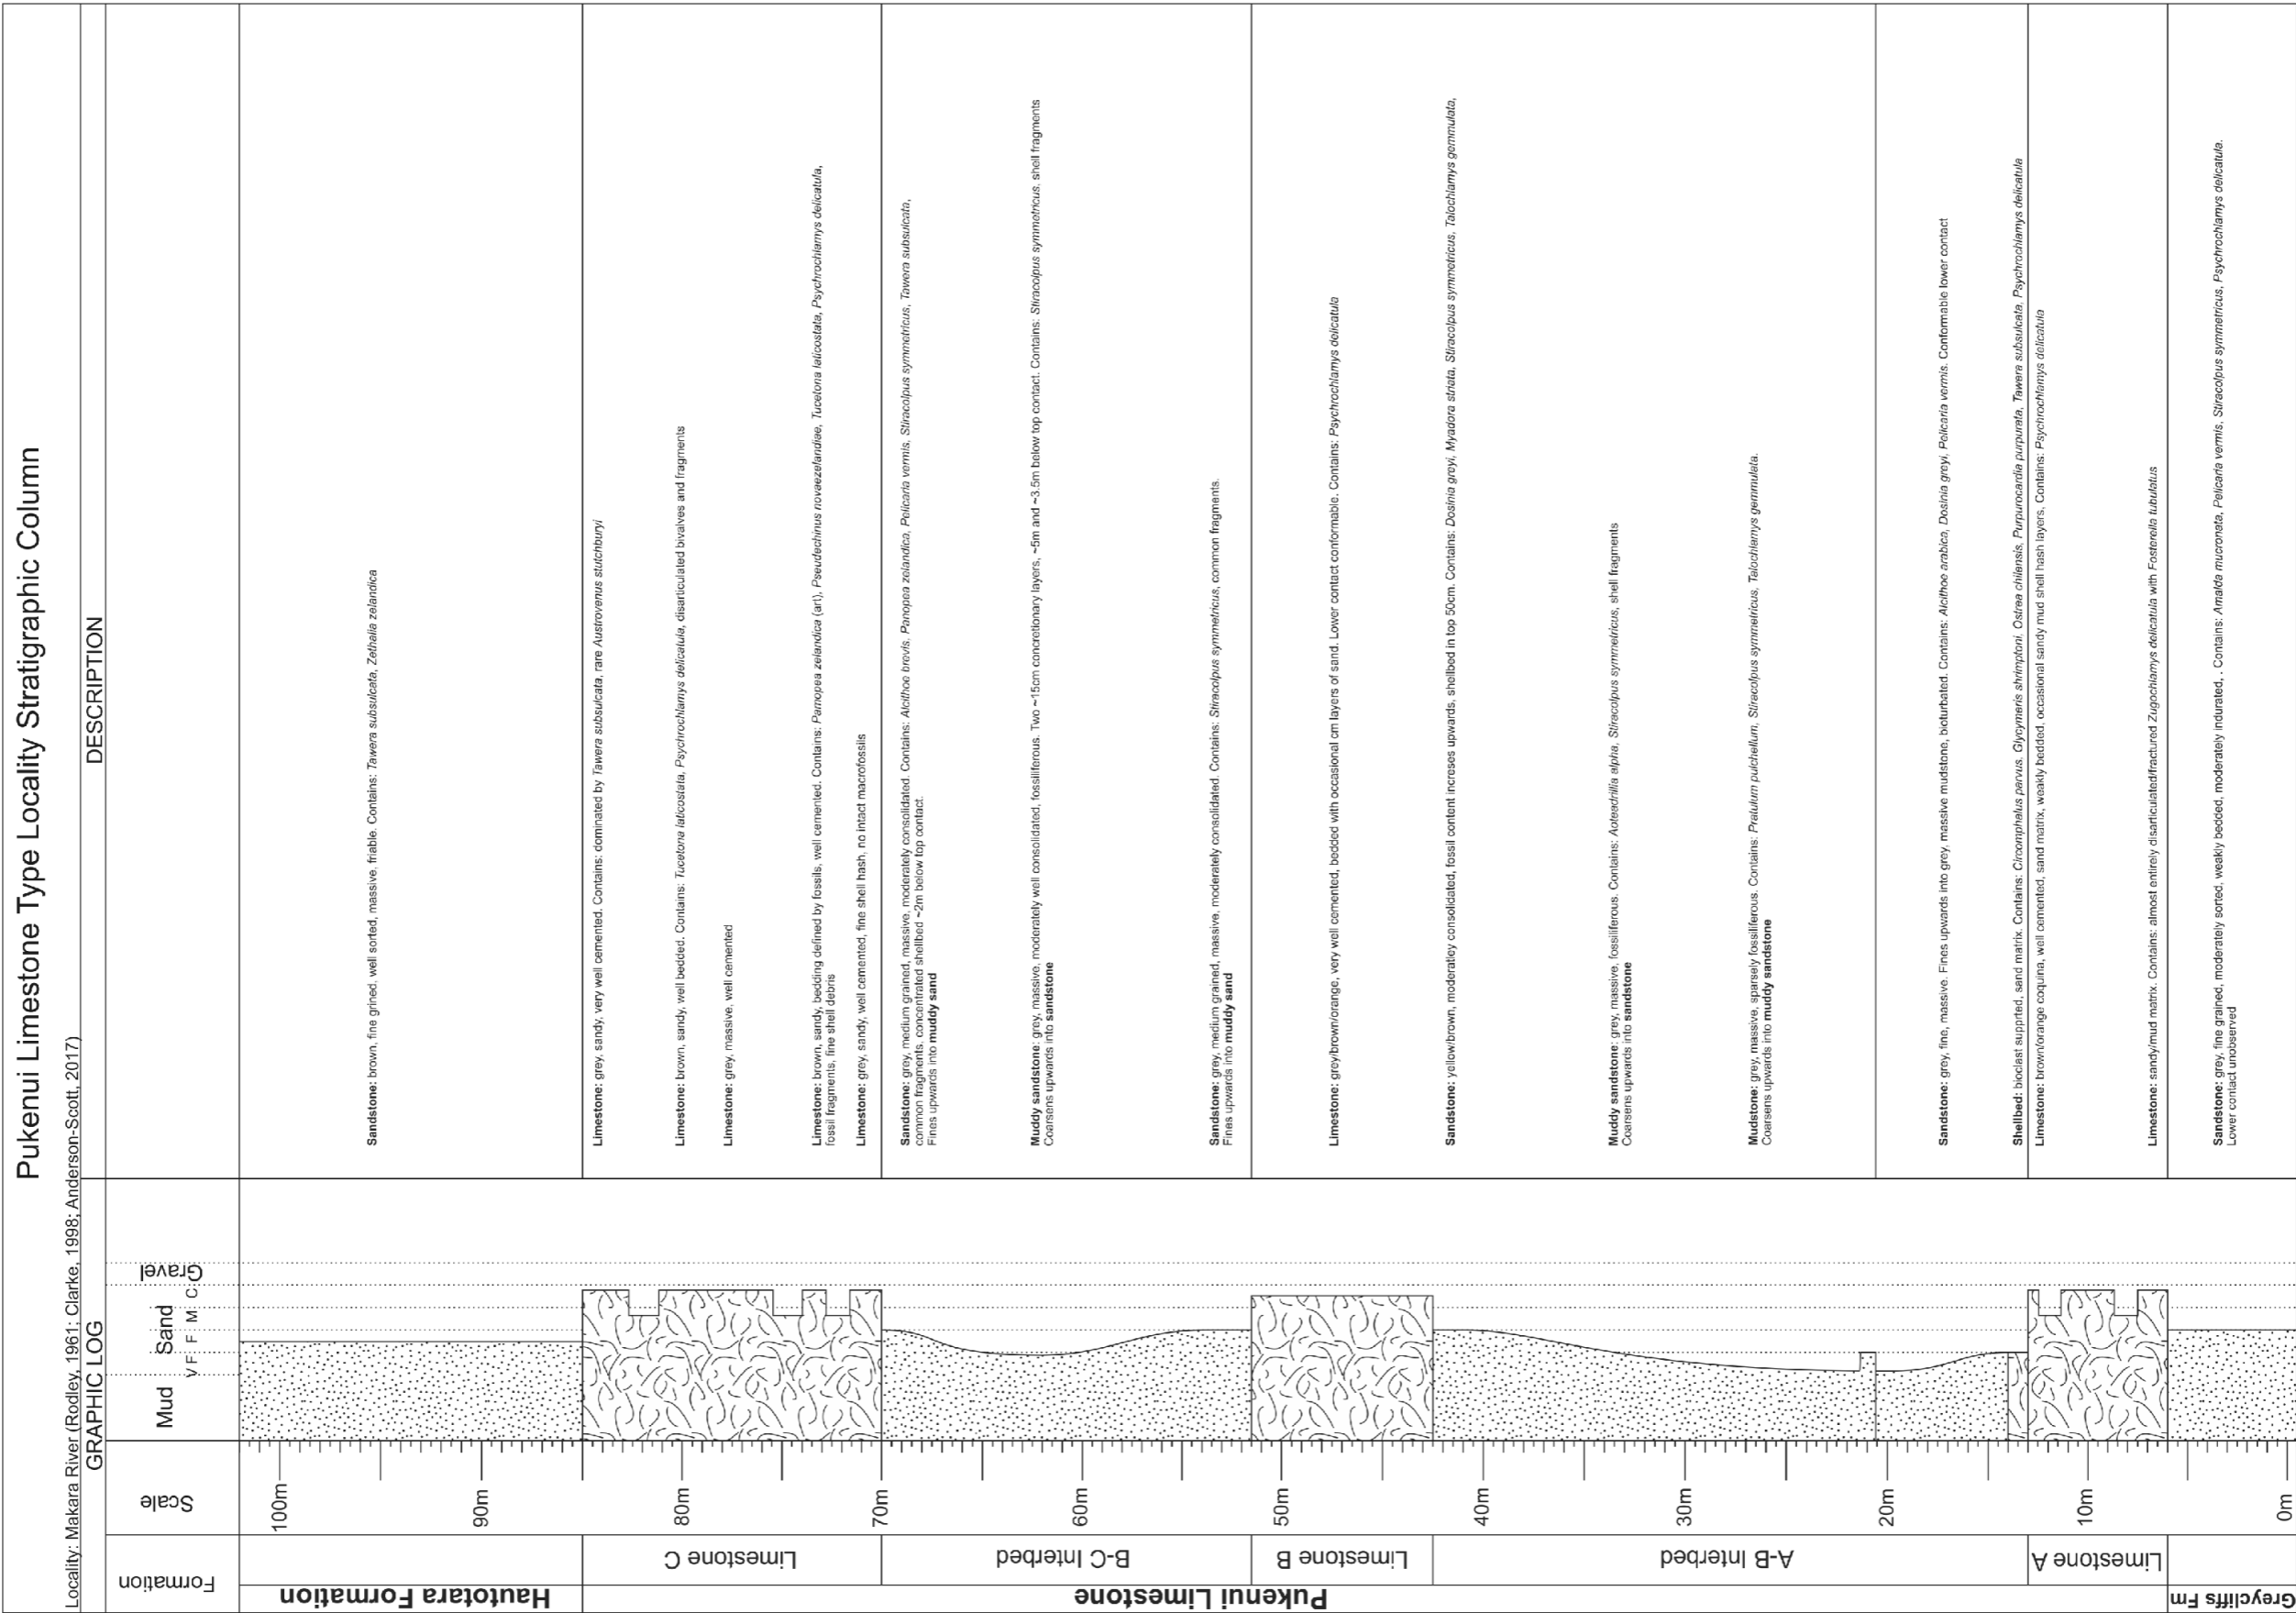 Pukenui Limestone Type Locality Stratigraphic Column
Locality: Makara River (Rodley, 1961; Clarke, 1998; Anderson-Scott, 2017)
GRAPHIC LOG
DESCRIPTION
Formation
Scale
Mud
Sand
Gravel
VF F M C
Hautotara Formation
Pukenui Limestone
Greycliffs Fm
Limestone C
B-C Interbed
Limestone B
A-B Interbed
Limestone A
100m
90m
80m
70m
60m
50m
40m
30m
20m
10m
0m
Sandstone: brown, fine grined, well sorted, massive, friable. Contains: Tawera subsulcata, Zethalia zelandica
Limestone: grey, sandy, very well cemented. Contains: dominated by Tawera subsulcata, rare Austrovenus stutchburyi
Limestone: brown, sandy, well bedded. Contains: Tucetona laticostata, Psychrochlamys delicatula, disarticulated bivalves and fragments
Limestone: grey, massive, well cemented
Limestone: brown, sandy, bedding defined by fossils, well cemented. Contains: Panopea zelandica (art), Pseudechinus novaezelandiae, Tucetona laticostata, Psychrochlamys delicatula,
fossil fragments, fine shell debris
Limestone: grey, sandy, well cemented, fine shell hash, no intact macrofossils
Sandstone: grey, medium grained, massive, moderately consolidated. Contains: Alcithoe brevis, Panopea zelandica, Pelicaria vermis, Stiracolpus symmetricus, Tawera subsulcata,
common fragments, concentrated shellbed ~2m below top contact.
Fines upwards into muddy sand
Muddy sandstone: grey, massive, moderately well consolidated, fossiliferous. Two ~15cm concretionary layers, ~5m and ~3.5m below top contact. Contains: Stiracolpus symmetricus, shell fragments
Coarsens upwards into sandstone
Sandstone: grey, medium grained, massive, moderately consolidated. Contains: Stiracolpus symmetricus, common fragments.
Fines upwards into muddy sand
Limestone: grey/brown/orange, very well cemented, bedded with occasional cm layers of sand. Lower contact conformable. Contains: Psychrochlamys delicatula
Sandstone: yellow/brown, moderatley consolidated, fossil content increses upwards, shellbed in top 50cm. Contains: Dosinia greyi, Myadora striata, Stiracolpus symmetricus, Talochlamys gemmulata,
Muddy sandstone: grey, massive, fossiliferous. Contains: Aoteadrillia alpha, Stiracolpus symmetricus, shell fragments
Coarsens upwards into sandstone
Mudstone: grey, massive, sparsely fossiliferous. Contains: Pratulum pulchellum, Stiracolpus symmetricus, Talochlamys gemmulata.
Coarsens upwards into muddy sandstone
Sandstone: grey, fine, massive. Fines upwards into grey, massive mudstone, bioturbated. Contains: Alcithoe arabica, Dosinia greyi, Pelicaria vermis. Conformable lower contact
Shellbed: bioclast supprted, sand matrix. Contains: Circomphalus parvus, Glycymeris shrimptoni, Ostrea chilensis, Purpurocardia purpurata, Tawera subsulcata, Psychrochlamys delicatula
Limestone: brown/orange coquina, well cemented, sand matrix, weakly bedded, occasional sandy mud shell hash layers, Contains: Psychrochlamys delicatula
Limestone: sandy/mud matrix. Contains: almost entirely disarticulated/fractured Zugochlamys delicatula with Fosterella tubulatus
Sandstone: grey, fine grained, moderately sorted, weakly bedded, moderately indurated, . Contains: Amalda mucronata, Pelicaria vermis, Stiracolpus symmetricus, Psychrochlamys delicatula.
Lower contact unobserved